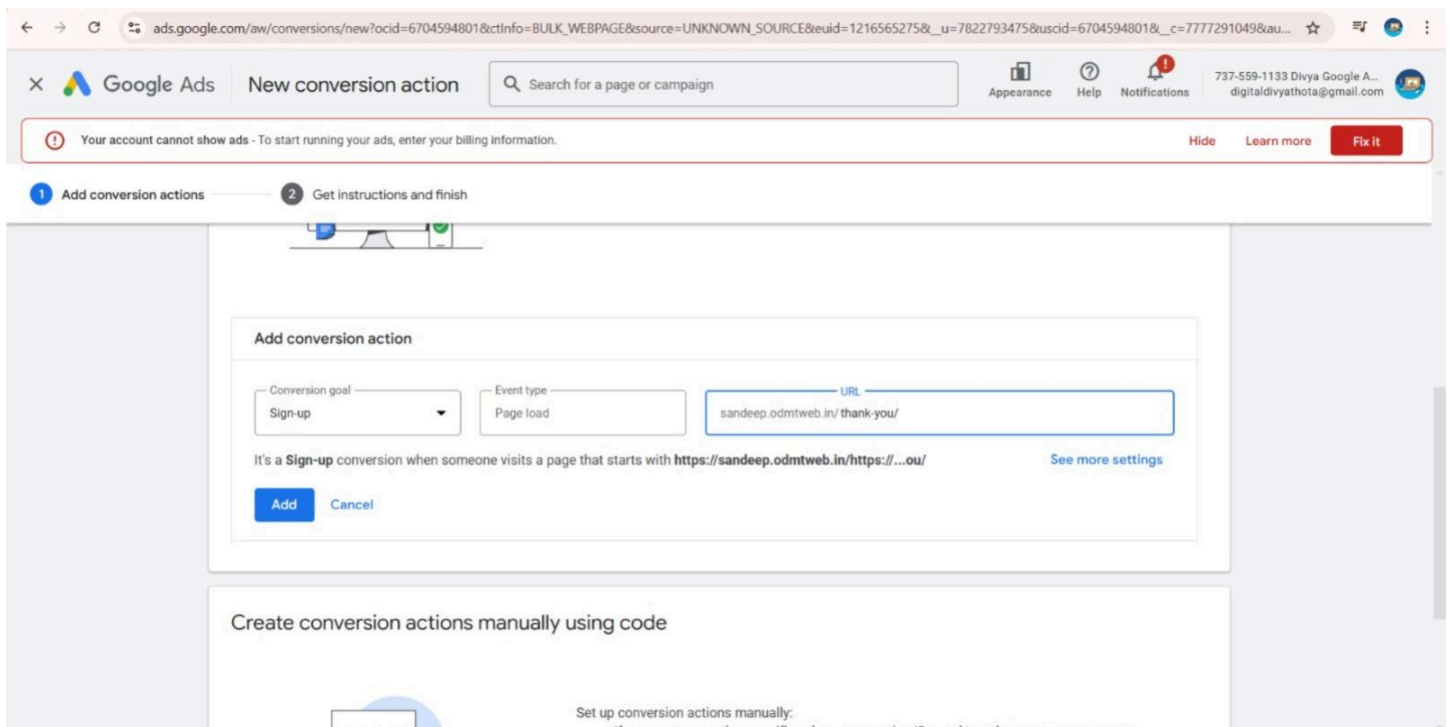 ads.google.com/aw/conversions/new?ocid=6704594801&ctInfo=BULK_WEBPAGE&source=UNKNOWN_SOURCE&euid=1216565275&__u=7822793475&uscid=6704594801&__c=7777291049&au...
Google Ads New conversion action Search for a page or campaign Appearance Help Notifications
737-559-1133 Divya Google A...
digitaldivyathota@gmail.com
Your account cannot show ads - To start running your ads, enter your billing information. Hide Learn more Fix it
1 Add conversion actions 2 Get instructions and finish
Add conversion action
Conversion goal Event type URL
Sign-up Page load sandeep.odmtweb.in/ thank-you/
It's a Sign-up conversion when someone visits a page that starts with https://sandeep.odmtweb.in/https://...ou/ See more settings
Add Cancel
Create conversion actions manually using code
Set up conversion actions manually: